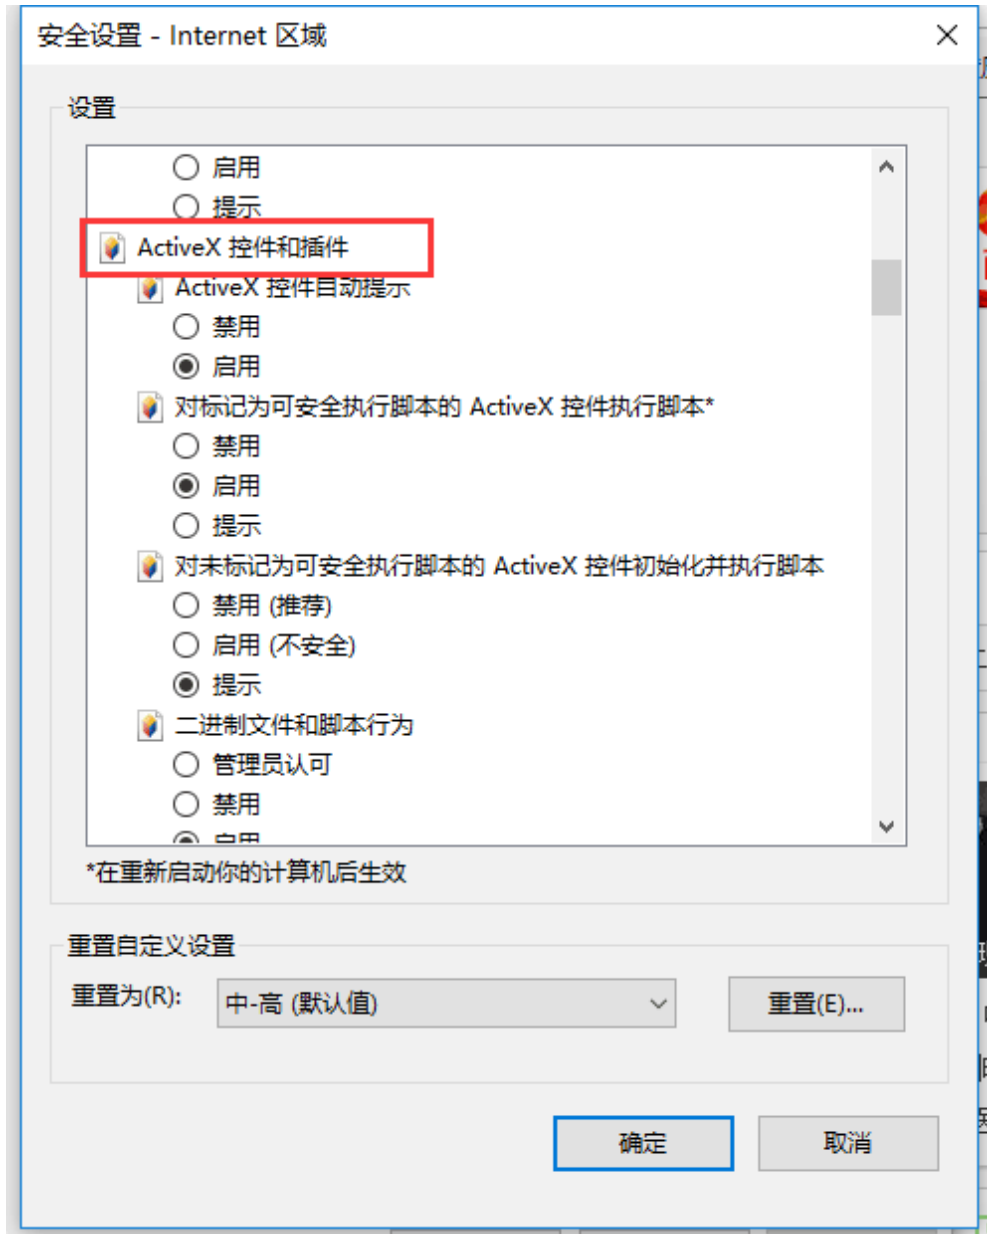 安全设置 - Internet 区域
设置
启用
提示
ActiveX 控件和插件
ActiveX 控件自动提示
禁用
启用
对标记为可安全执行脚本的 ActiveX 控件执行脚本*
禁用
启用
提示
对未标记为可安全执行脚本的 ActiveX 控件初始化并执行脚本
禁用 (推荐)
启用 (不安全)
提示
二进制文件和脚本行为
管理员认可
禁用
启用
*在重新启动你的计算机后生效
重置自定义设置
重置为(R):
中-高 (默认值)
重置(E)...
确定
取消